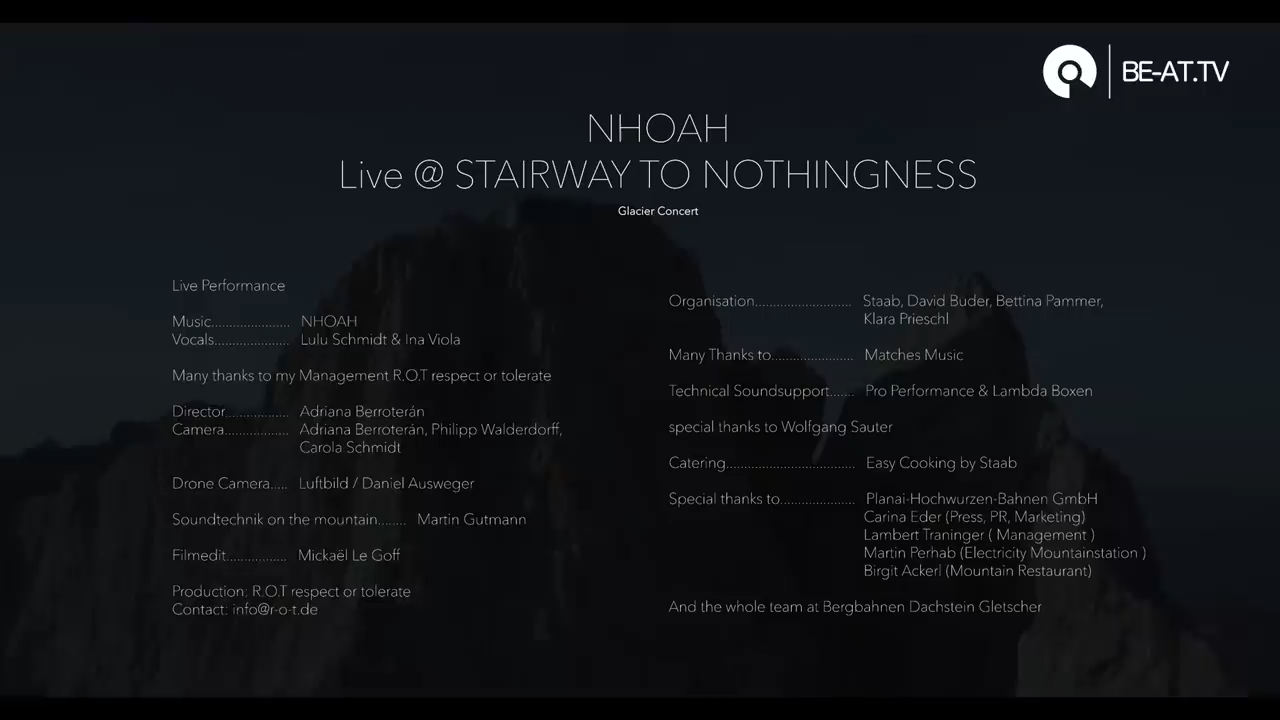 BE-AT.TV
NHOAH
Live @ STAIRWAY TO NOTHINGNESS
Glacier Concert
Live Performance
Music..................... NHOAH
Vocals.................... Lulu Schmidt & Ina Viola
Many thanks to my Management R.O.T respect or tolerate
Director................. Adriana Berroterán
Camera................. Adriana Berroterán, Philipp Walderdorff,
Carola Schmidt
Drone Camera..... Luftbild / Daniel Ausweger
Soundtechnik on the mountain........ Martin Gutmann
Filmedit................ Mickaël Le Goff
Production: R.O.T respect or tolerate
Contact: info@r-o-t.de
Organisation.......................... Staab, David Buder, Bettina Pammer,
Klara Prieschl
Many Thanks to...................... Matches Music
Technical Soundsupport....... Pro Performance & Lambda Boxen
special thanks to Wolfgang Sauter
Catering.................................. Easy Cooking by Staab
Special thanks to.................... Planai-Hochwurzen-Bahnen GmbH
Carina Eder (Press, PR, Marketing)
Lambert Traninger ( Management )
Martin Perhab (Electricity Mountainstation )
Birgit Ackerl (Mountain Restaurant)
And the whole team at Bergbahnen Dachstein Gletscher